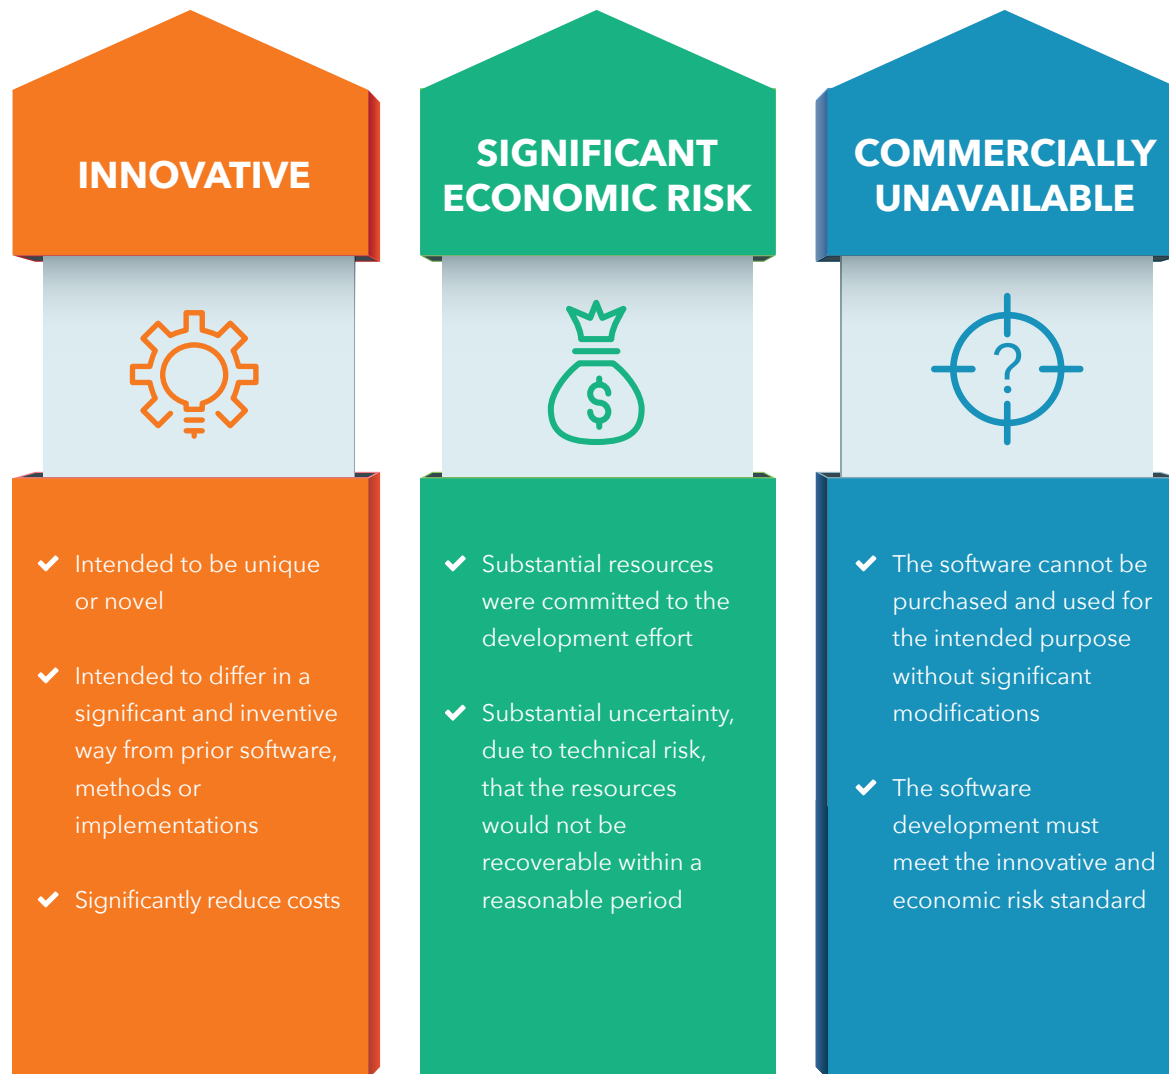 INNOVATIVE
Intended to be unique
or novel
Intended to differ in a
significant and inventive
way from prior software,
methods or
implementations
Significantly reduce costs
SIGNIFICANT
ECONOMIC RISK
$
Substantial resources
were committed to the
development effort
Substantial uncertainty,
due to technical risk,
that the resources
would not be
recoverable within a
reasonable period
COMMERCIALLY
UNAVAILABLE
?
The software cannot be
purchased and used for
the intended purpose
without significant
modifications
The software
development must
meet the innovative and
economic risk standard